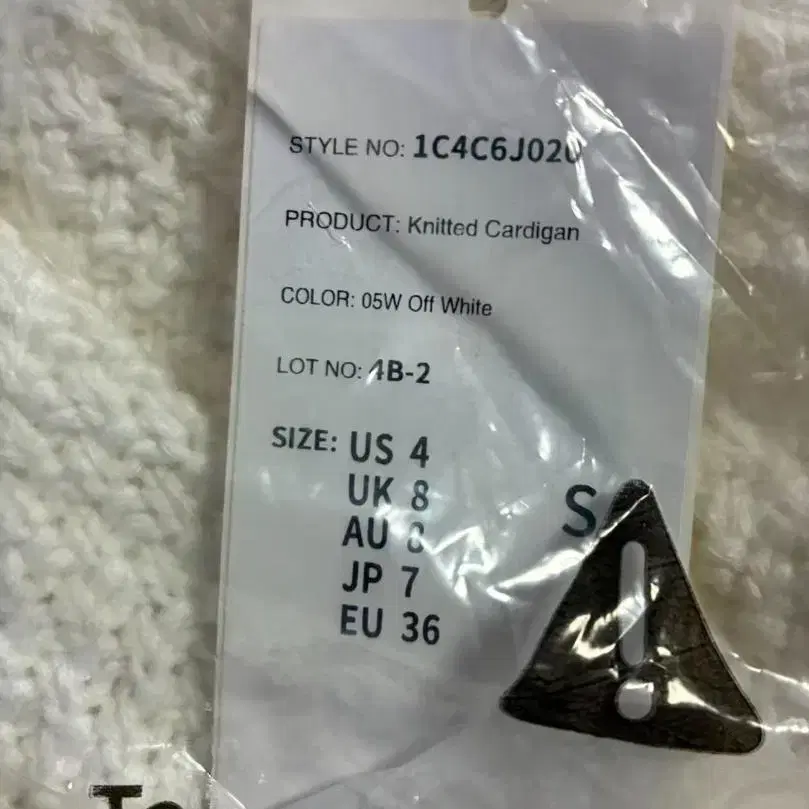 STYLE NO: 1C4C6J020
PRODUCT: Knitted Cardigan
COLOR: 05W Off White
LOT NO: 4B-2
SIZE: US 4
UK 8
AU 8
JP 7
EU 36
S